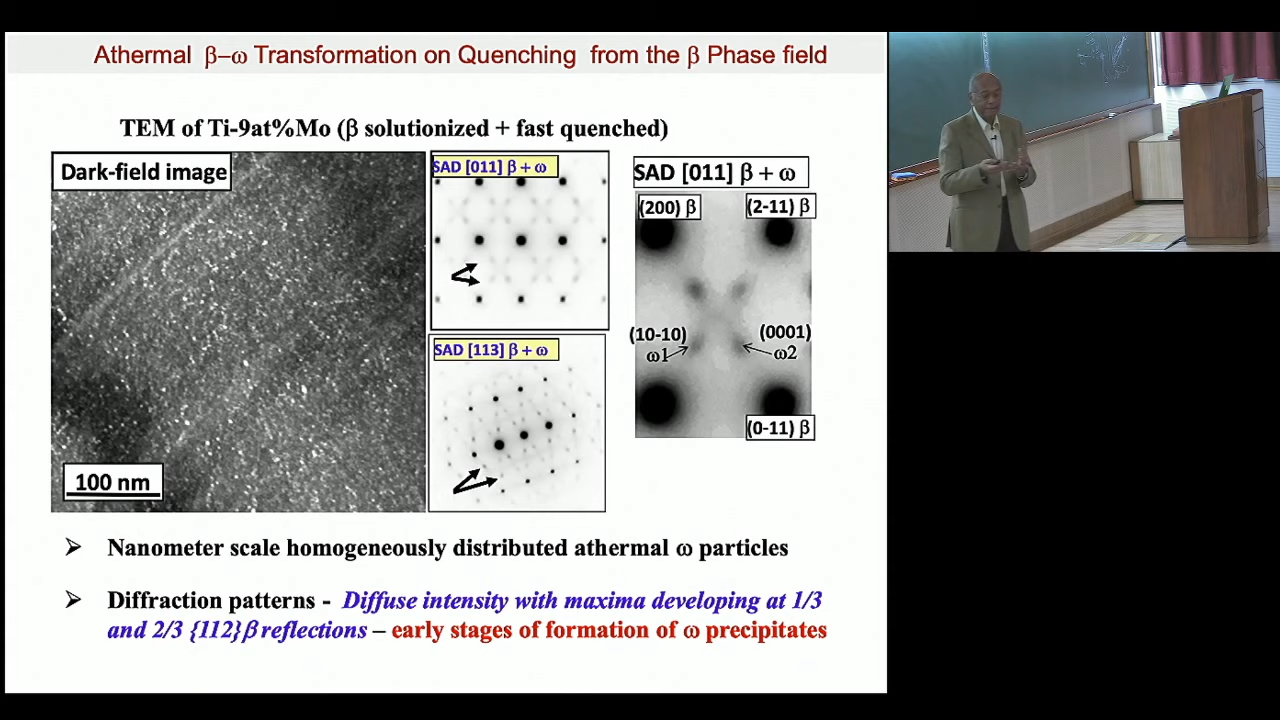 Athermal β–ω Transformation on Quenching from the β Phase field
TEM of Ti-9at%Mo (β solutionized + fast quenched)
Dark-field image
100 nm
SAD [011] β + ω
SAD [113] β + ω
SAD [011] β + ω
(200) β
(2-11) β
(10-10)
ω1
(0001)
ω2
(0-11) β
➢ Nanometer scale homogeneously distributed athermal ω particles
➢ Diffraction patterns - Diffuse intensity with maxima developing at 1/3
and 2/3 {112}β reflections – early stages of formation of ω precipitates